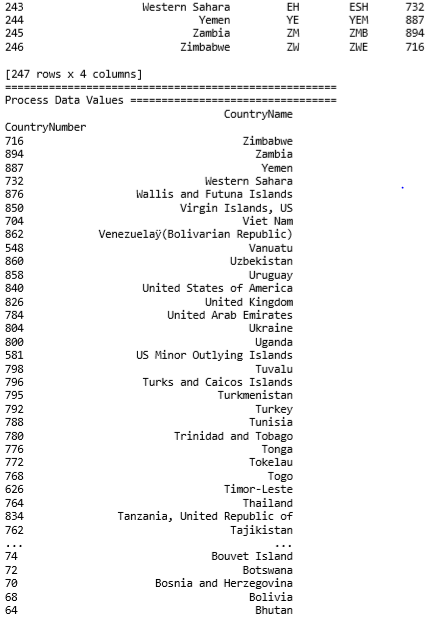 243 Western Sahara EH ESH 732
244 Yemen YE YEM 887
245 Zambia ZM ZMB 894
246 Zimbabwe ZW ZWE 716
[247 rows x 4 columns]
===================================================
Process Data Values ================================
CountryName
CountryNumber
716 Zimbabwe
894 Zambia
887 Yemen
732 Western Sahara
876 Wallis and Futuna Islands
850 Virgin Islands, US
704 Viet Nam
862 Venezuelaÿ(Bolivarian Republic)
548 Vanuatu
860 Uzbekistan
858 Uruguay
840 United States of America
826 United Kingdom
784 United Arab Emirates
804 Ukraine
800 Uganda
581 US Minor Outlying Islands
798 Tuvalu
796 Turks and Caicos Islands
795 Turkmenistan
792 Turkey
788 Tunisia
780 Trinidad and Tobago
776 Tonga
772 Tokelau
768 Togo
626 Timor-Leste
764 Thailand
834 Tanzania, United Republic of
762 Tajikistan
... ...
74 Bouvet Island
72 Botswana
70 Bosnia and Herzegovina
68 Bolivia
64 Bhutan